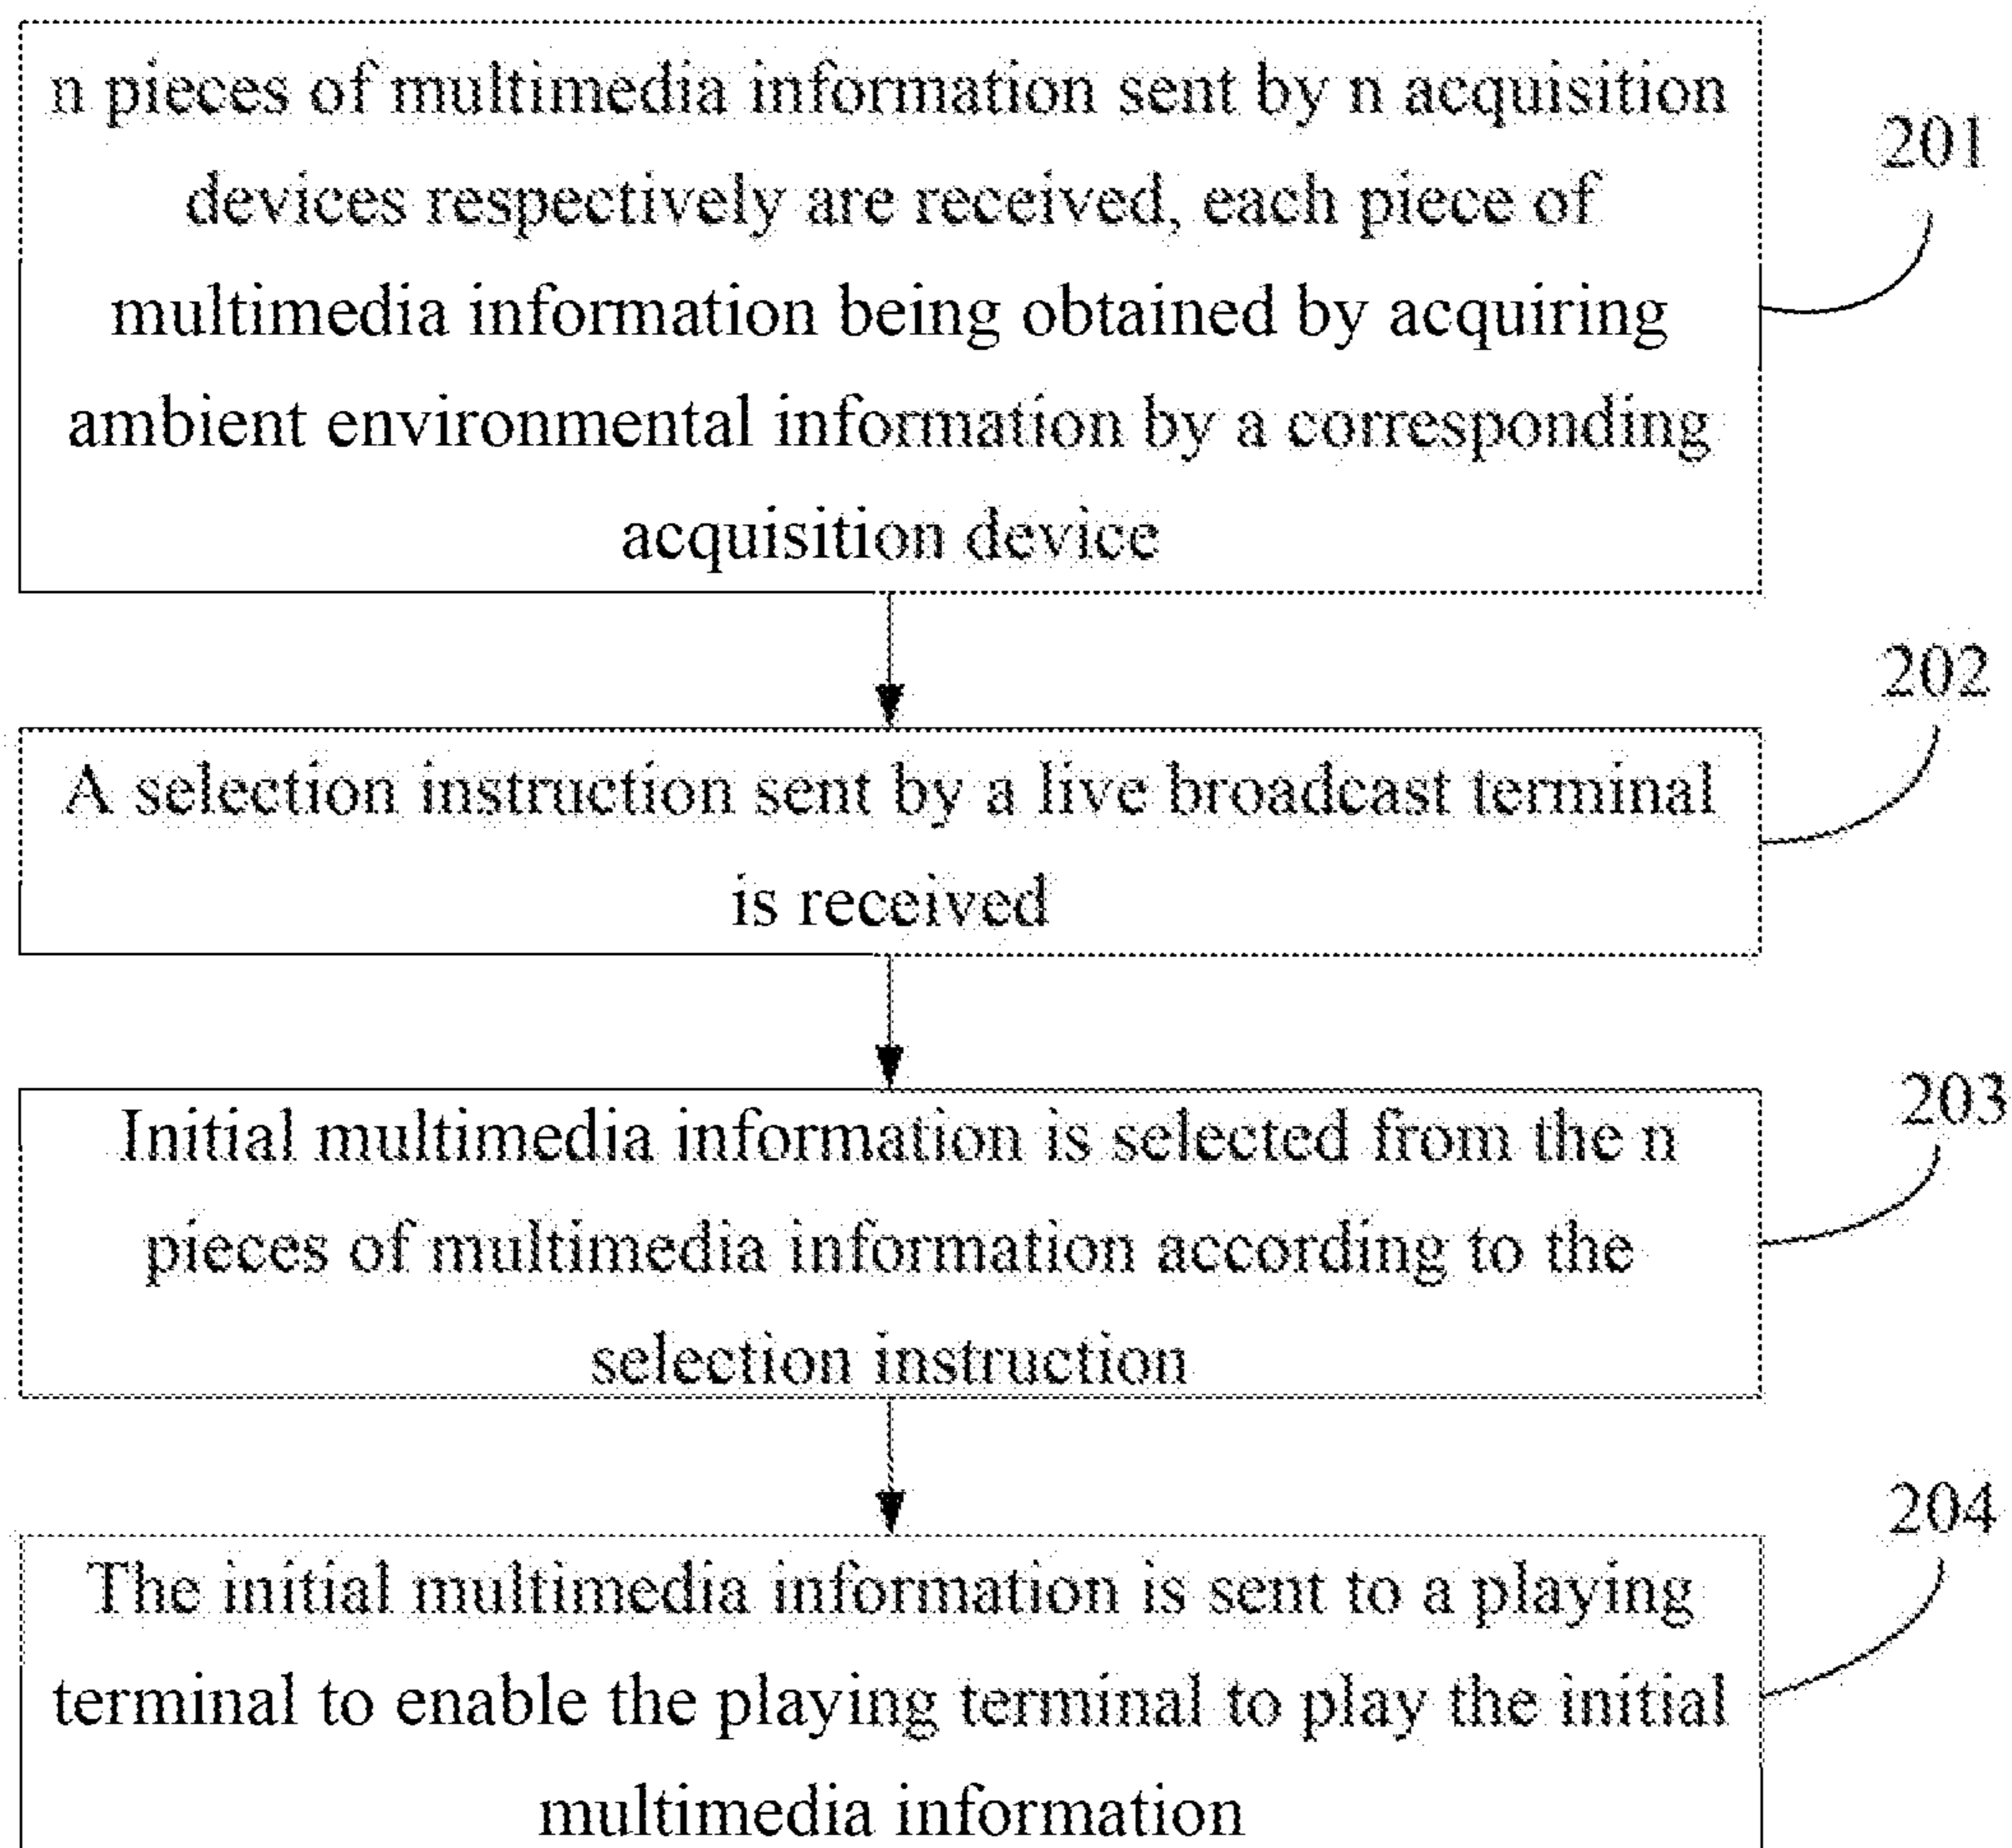 n pieces of multimedia information sent by n acquisition
devices respectively are received, each piece of
multimedia information being obtained by acquiring
ambient environmental information by a corresponding
acquisition device
201
A selection instruction sent by a live broadcast terminal
is received
202
Initial multimedia information is selected from the n
pieces of multimedia information according to the
selection instruction
203
The initial multimedia information is sent to a playing
terminal to enable the playing terminal to play the initial
multimedia information
204